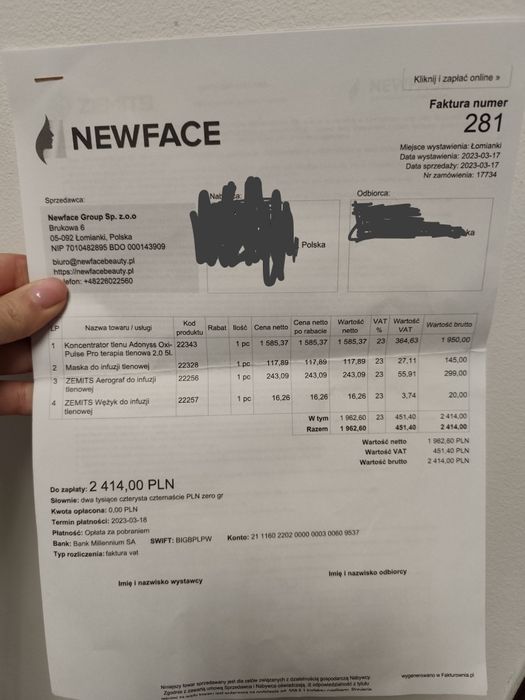 Kliknij i zapłać online »
Faktura numer
281
NEWFACE
Miejsce wystawienia: Łomianki
Data wystawienia: 2023-03-17
Data sprzedaży: 2023-03-17
Nr zamówienia: 17734
Sprzedawca:
Odbiorca:
Newface Group Sp. z.o.o
Brukowa 6
05-092 Łomianki, Polska
NIP 7010482895 BDO 000143909
Polska
biuro@newfacebeauty.pl
https://newfacebeauty.pl
telefon: +48226022560
LP Nazwa towaru / usługi Kod produktu Rabat Ilość Cena netto Cena netto po rabacie Wartość netto VAT % Wartość VAT Wartość brutto
1 Koncentrator tlenu Adonyss Oxi-Pulse Pro terapia tlenowa 2.0 5L 22343 1 pc 1 585,37 1 585,37 1 585,37 23 364,63 1 950,00
2 Maska do infuzji tlenowej 22328 1 pc 117,89 117,89 117,89 23 27,11 145,00
3 ZEMITS Aerograf do infuzji tlenowej 22256 1 pc 243,09 243,09 243,09 23 55,91 299,00
4 ZEMITS Wężyk do infuzji tlenowej 22257 1 pc 16,26 16,26 16,26 23 3,74 20,00
W tym 1 962,60 23 451,40 2 414,00
Razem 1 962,60 451,40 2 414,00
Wartość netto 1 962,60 PLN
Wartość VAT 451,40 PLN
Wartość brutto 2 414,00 PLN
Do zapłaty: 2 414,00 PLN
Słownie: dwa tysiące czterysta czternaście PLN zero gr
Kwota opłacona: 0,00 PLN
Termin płatności: 2023-03-18
Płatność: Opłata za pobraniem
Bank: Bank Millennium SA SWIFT: BIGBPLPW Konto: 21 1160 2202 0000 0003 0060 9537
Typ rozliczenia: faktura vat
Imię i nazwisko wystawcy
Imię i nazwisko odbiorcy
Niniejszy towar sprzedawany jest dla celów związanych z działalnością gospodarczą Nabywcy
wygenerowano w Fakturownia.pl